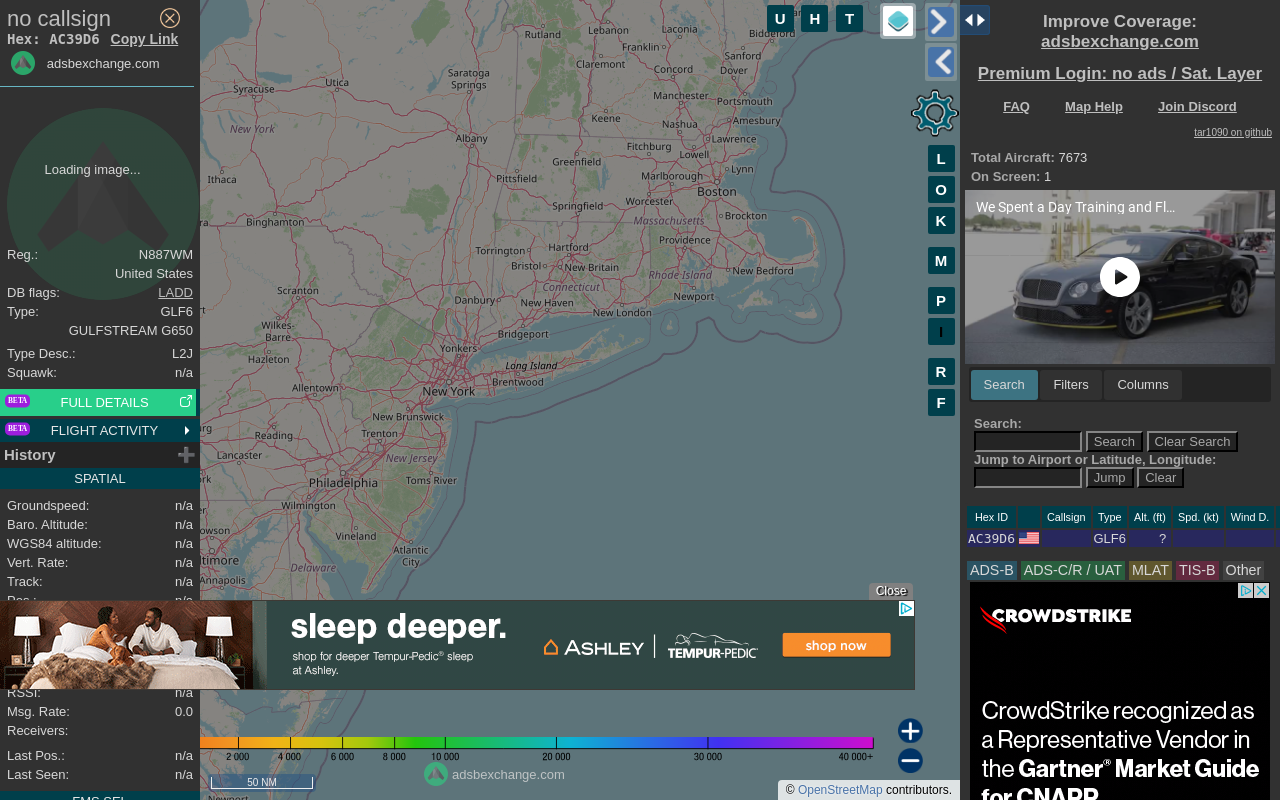 no callsign
Hex: AC39D6 Copy Link
adsbexchange.com
Loading image...
Reg.: N887WM
United States
DB flags: LADD
Type: GLF6
GULFSTREAM G650
Type Desc.: L2J
Squawk: n/a
BETA FULL DETAILS
BETA FLIGHT ACTIVITY
History
SPATIAL
Groundspeed: n/a
Baro. Altitude: n/a
WGS84 altitude: n/a
Vert. Rate: n/a
Track: n/a
Pos.: n/a
RSSI: n/a
Msg. Rate: 0.0
Receivers:
Last Pos.: n/a
Last Seen: n/a
FMS SEL
U H T
L
O
K
M
P
I
R
F
Rutland
Lebanon
Laconia
Biddeford
Franklin
Sanford
Claremont
Concord
Dover
Saratoga
Springs
Utica
Syracuse
Manchester
Portsmouth
Keene
Nashua
Amesbury
New York
Albany
Fitchburg
Lawrence
Greenfield
Lowell
Lynn
Ithaca
Pittsfield
Marlborough
Boston
Springfield
Worcester
Binghamton
Massachusetts
Brockton
Torrington
Hartford
Providence
Bristol
New Britain
New Bedford
Connecticut
Rhode Island
Scranton
Danbury
New Haven
Newport
New London
Wilkes-
Barre
Bridgeport
Yonkers
Hazleton
Long Island
Allentown
Brentwood
New York
New Brunswick
Reading
Trenton
Lancaster
New Jersey
Philadelphia
Toms River
Wilmington
Vineland
Atlantic
City
Annapolis
Delaware
Close
sleep deeper.
shop for deeper Tempur-Pedic® sleep
at Ashley.
ASHLEY
TEMPUR-PEDIC
shop now
2 000 4 000 6 000 8 000 10 000 20 000 30 000 40 000+
adsbexchange.com
50 NM
© OpenStreetMap contributors.
Improve Coverage:
adsbexchange.com
Premium Login: no ads / Sat. Layer
FAQ Map Help Join Discord
tar1090 on github
Total Aircraft: 7673
On Screen: 1
We Spent a Day Training and Fl...
Search Filters Columns
Search:
Search Clear Search
Jump to Airport or Latitude, Longitude:
Jump Clear
Hex ID Callsign Type Alt. (ft) Spd. (kt) Wind D.
AC39D6 GLF6 ?
ADS-B ADS-C/R / UAT MLAT TIS-B Other
CROWDSTRIKE
CrowdStrike recognized as
a Representative Vendor in
the Gartner® Market Guide
for CNAPP